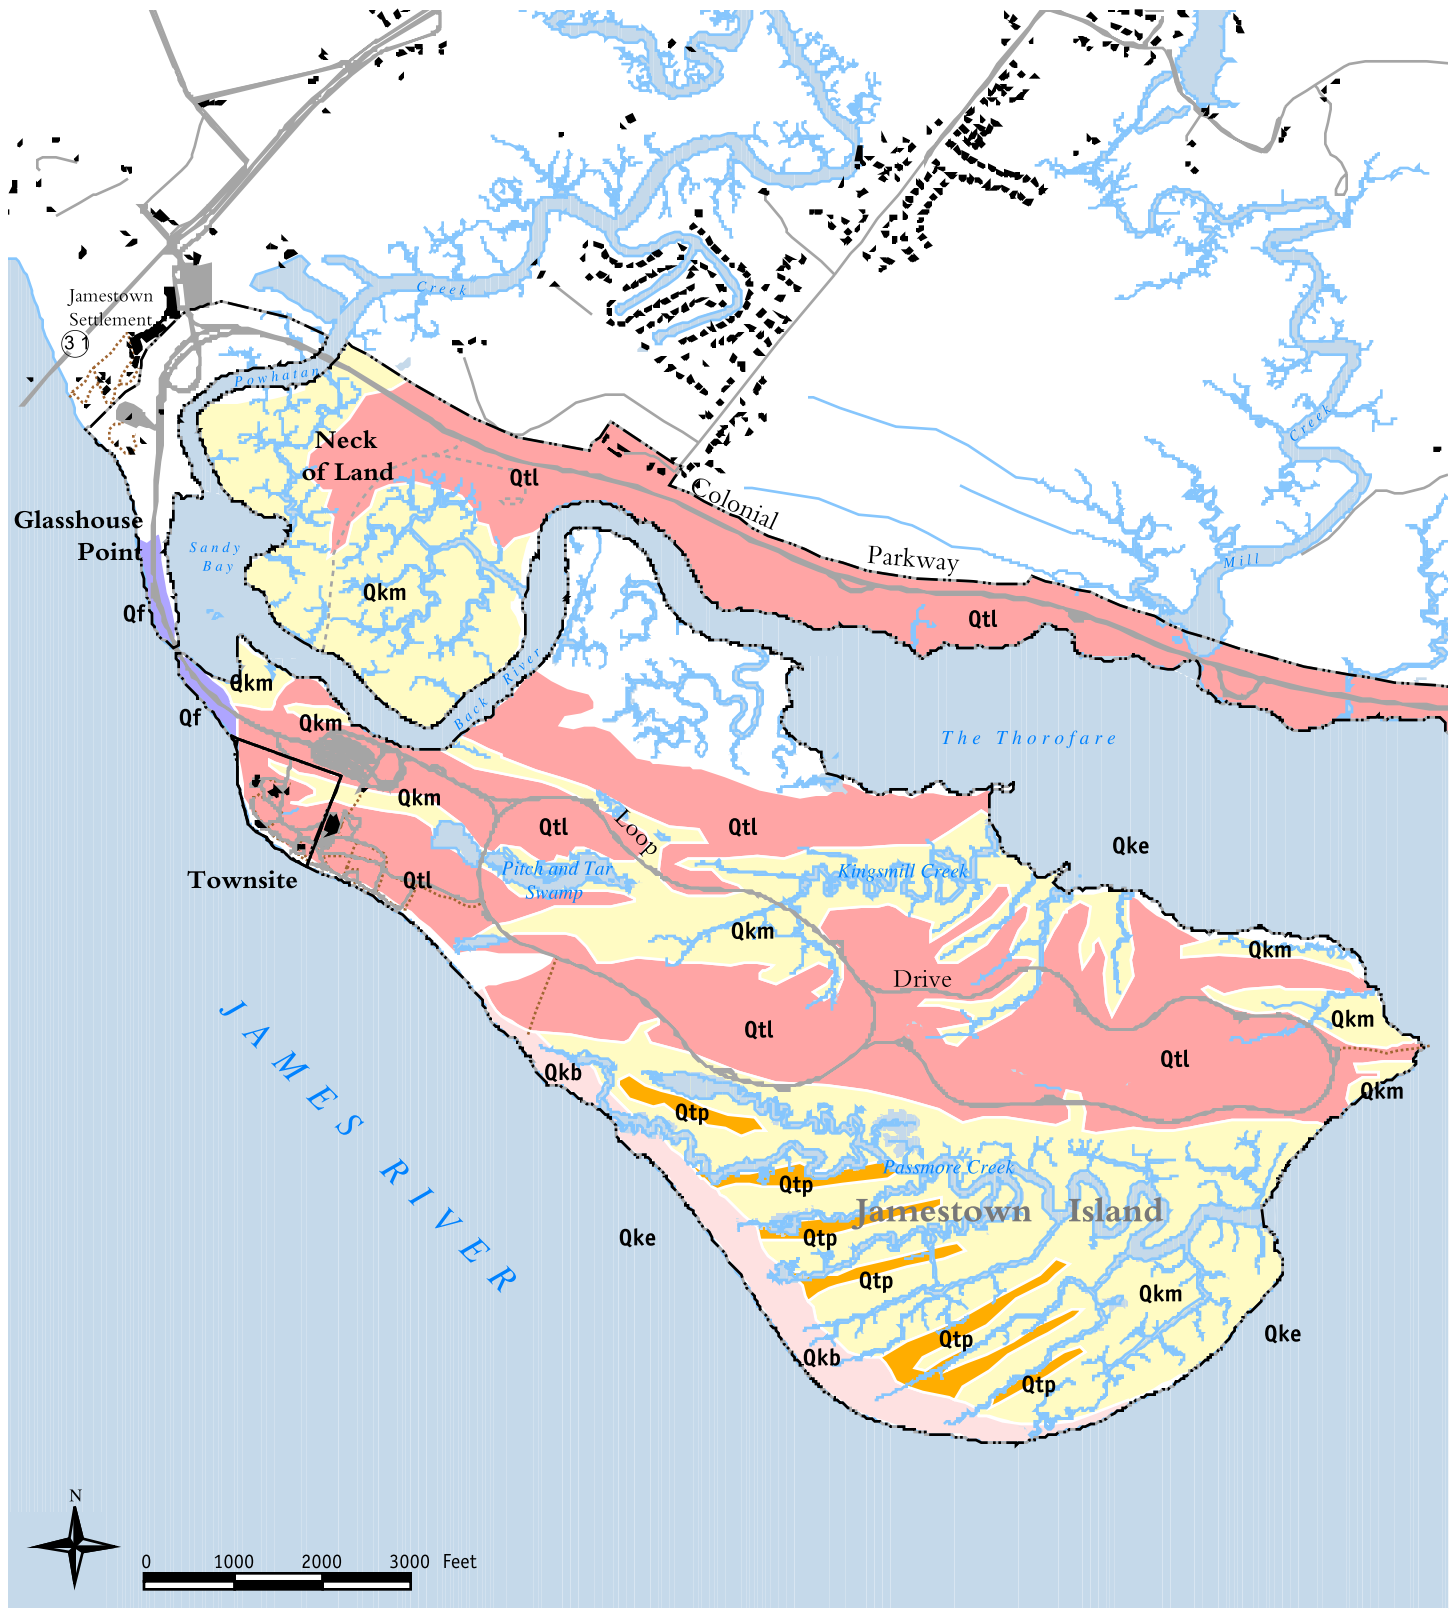 Creek
Jamestown
Settlement
31
Powhatan
Creek
Neck
of Land
Qtl
Colonial
Glasshouse
Point
Sandy
Bay
Parkway
Mill
Qkm
Qf
Qtl
Qkm
Back River
Qf
Qkm
The Thorofare
Qkm
Qtl
Loop
Qtl
Qke
Townsite
Qtl
Pitch and Tar
Swamp
Kingsmill Creek
Qkm
Qkm
Drive
JAMES RIVER
Qtl
Qkm
Qtl
Qkb
Qkm
Qtp
Passmore Creek
Qtp
Jamestown Island
Qke
Qtp
Qtp
Qkm
Qtp
Qke
Qkb
Qtp
N
0 1000 2000 3000 Feet